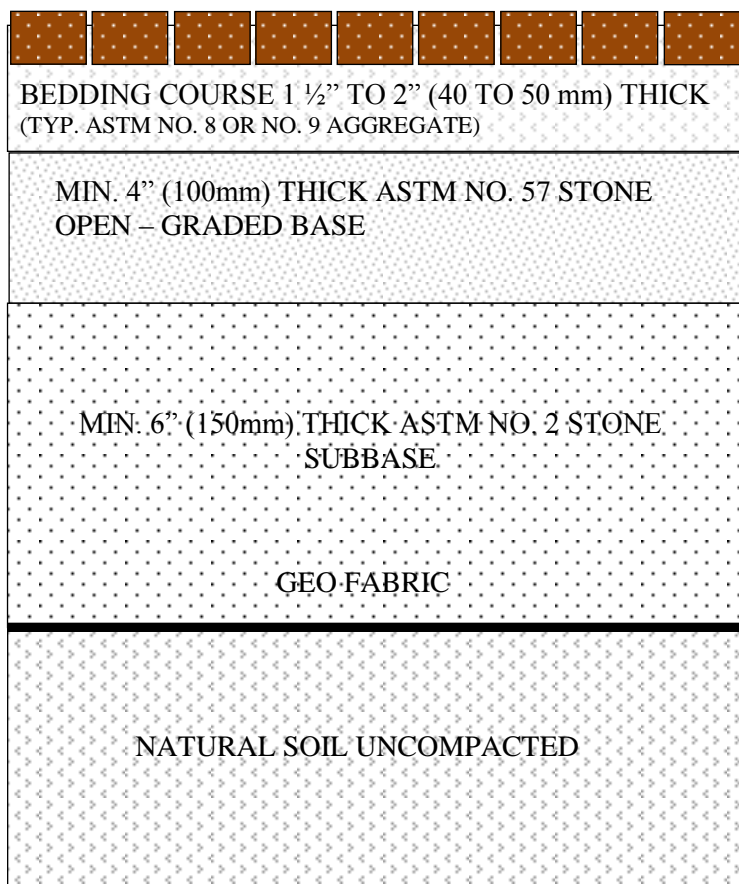 BEDDING COURSE 1 ½” TO 2” (40 TO 50 mm) THICK
(TYP. ASTM NO. 8 OR NO. 9 AGGREGATE)
MIN. 4” (100mm) THICK ASTM NO. 57 STONE
OPEN – GRADED BASE
MIN. 6” (150mm) THICK ASTM NO. 2 STONE
SUBBASE
GEO FABRIC
NATURAL SOIL UNCOMPACTED